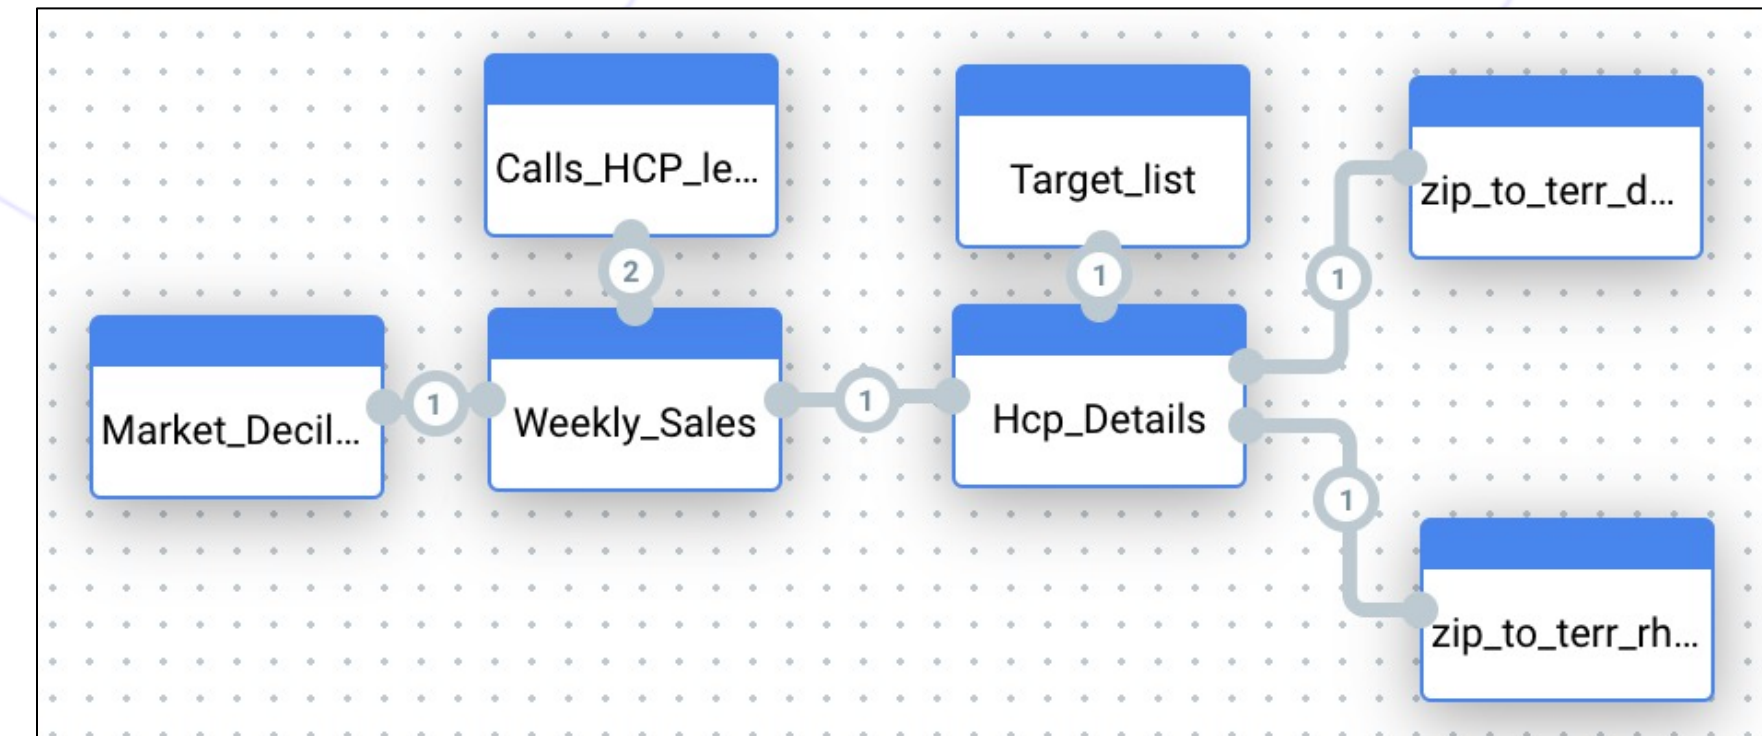 Calls_HCP_le...
Target_list
zip_to_terr_d...
2
1
1
Market_Decil...
1
Weekly_Sales
1
Hcp_Details
1
zip_to_terr_rh...